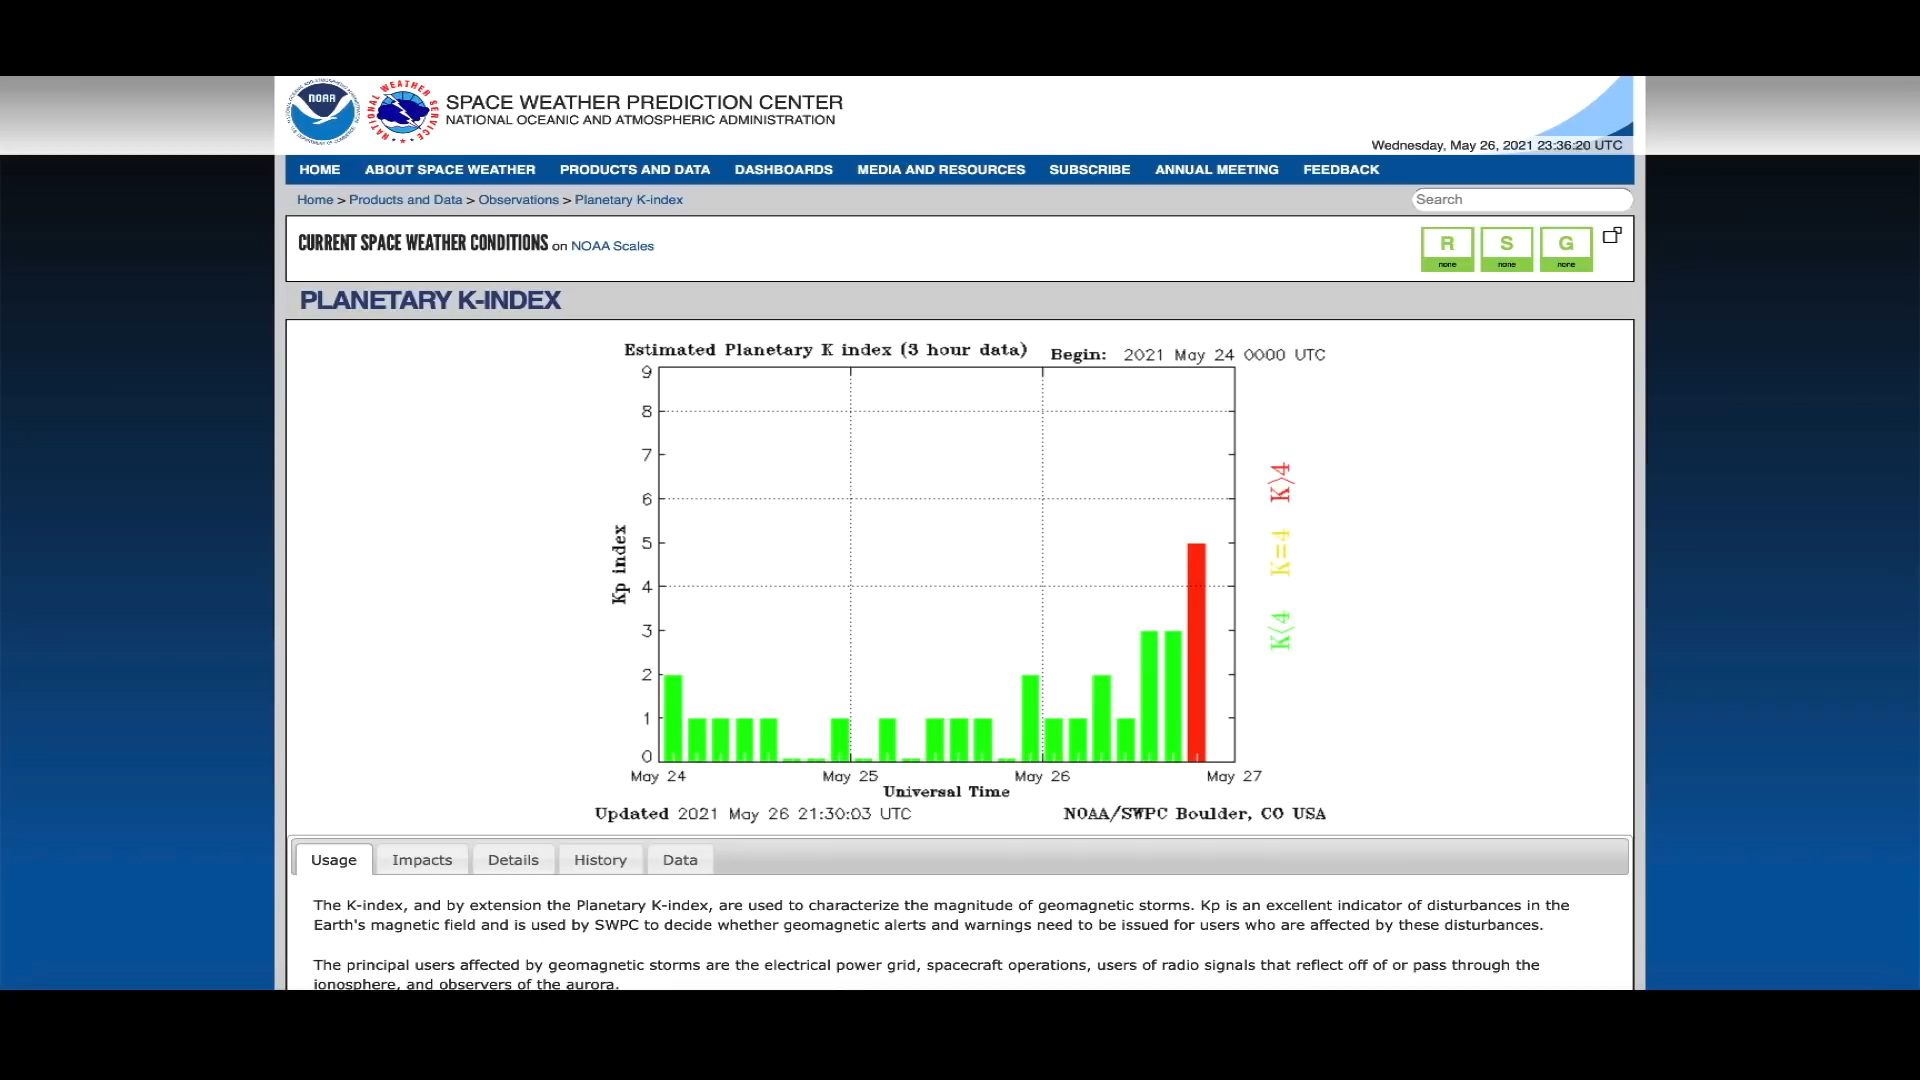 NOAA
NATIONAL WEATHER SERVICE
SPACE WEATHER PREDICTION CENTER
NATIONAL OCEANIC AND ATMOSPHERIC ADMINISTRATION
Wednesday, May 26, 2021 23:36:20 UTC
HOME ABOUT SPACE WEATHER PRODUCTS AND DATA DASHBOARDS MEDIA AND RESOURCES SUBSCRIBE ANNUAL MEETING FEEDBACK
Home > Products and Data > Observations > Planetary K-index
Search
CURRENT SPACE WEATHER CONDITIONS on NOAA Scales
R S G
none none none
PLANETARY K-INDEX
Estimated Planetary K index (3 hour data) Begin: 2021 May 24 0000 UTC
9
8
7
6
5
4
3
2
1
0
Kp index
K>4
K=4
K<4
May 24 May 25 May 26 May 27
Universal Time
Updated 2021 May 26 21:30:03 UTC NOAA/SWPC Boulder, CO USA
Usage Impacts Details History Data
The K-index, and by extension the Planetary K-index, are used to characterize the magnitude of geomagnetic storms. Kp is an excellent indicator of disturbances in the
Earth's magnetic field and is used by SWPC to decide whether geomagnetic alerts and warnings need to be issued for users who are affected by these disturbances.
The principal users affected by geomagnetic storms are the electrical power grid, spacecraft operations, users of radio signals that reflect off of or pass through the
ionosphere, and observers of the aurora.